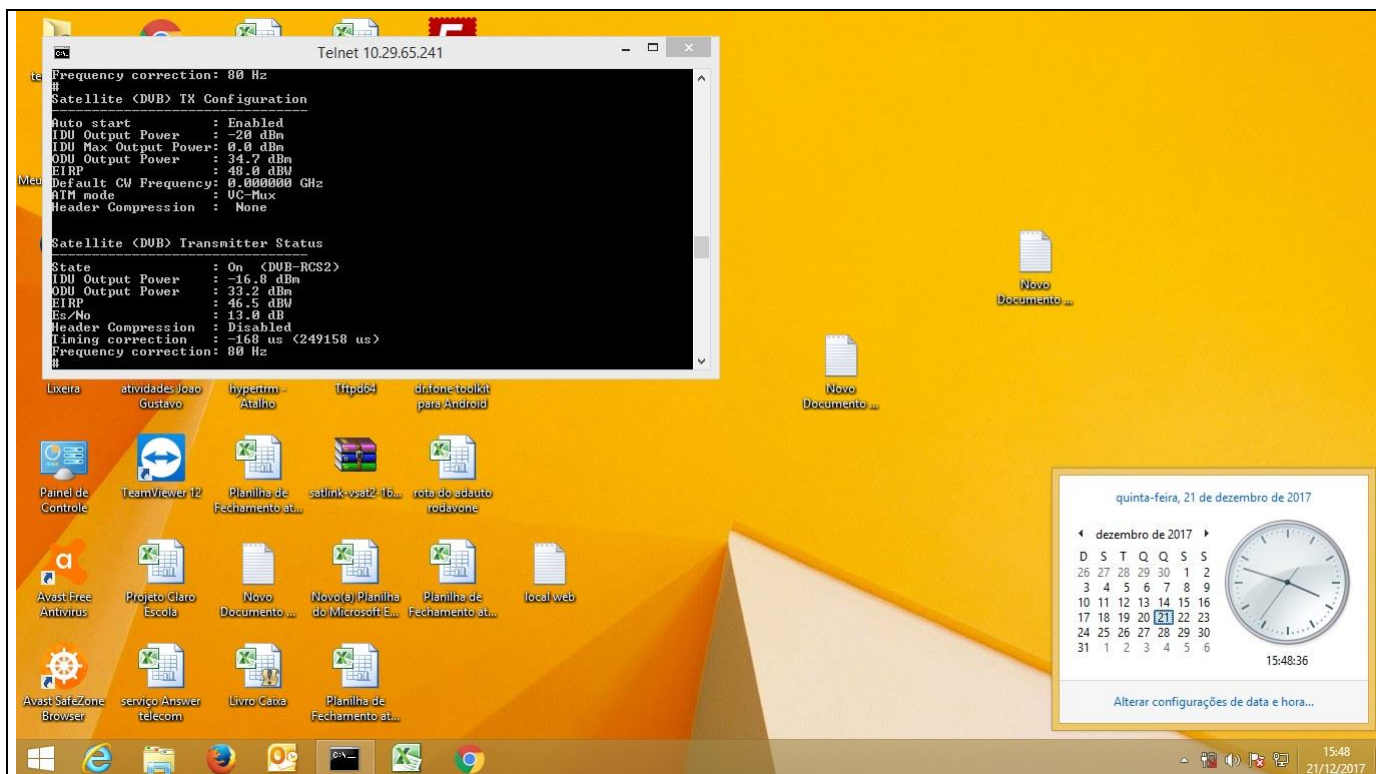 Telnet 10.29.65.241
Frequency correction: 80 Hz
#
Satellite (DVB) TX Configuration
Auto start : Enabled
IDU Output Power : -20 dBm
IDU Max Output Power: 0.0 dBm
ODU Output Power : 34.7 dBm
EIRP : 48.0 dBW
Default CW Frequency: 0.000000 GHz
ATM mode : VC-Mux
Header Compression : None
Satellite (DVB) Transmitter Status
State : On (DVB-RCS2)
IDU Output Power : -16.8 dBm
ODU Output Power : 33.2 dBm
EIRP : 46.5 dBW
Es/No : 13.0 dB
Header Compression : Disabled
Timing correction : -168 us (249158 us)
Frequency correction: 80 Hz
#
te
Meu
Novo
Documento ...
Novo
Documento ...
Lixeira
atividades Joao
Gustavo
hypertrm -
Atalho
Tftpd64
dr.fone toolkit
para Android
Painel de
Controle
TeamViewer 12
Planilha de
Fechamento at...
satlink-vsat2-16...
rota do adauto
rodavone
Avast Free
Antivirus
Projeto Claro
Escola
Novo
Documento ...
Novo(a) Planilha
do Microsoft E...
Planilha de
Fechamento at...
local web
Avast SafeZone
Browser
serviço Answer
telecom
Livro Caixa
Planilha de
Fechamento at...
quinta-feira, 21 de dezembro de 2017
dezembro de 2017
D S T Q Q S S
26 27 28 29 30 1 2
3 4 5 6 7 8 9
10 11 12 13 14 15 16
17 18 19 20 21 22 23
24 25 26 27 28 29 30
31 1 2 3 4 5 6
15:48:36
Alterar configurações de data e hora...
15:48
21/12/2017